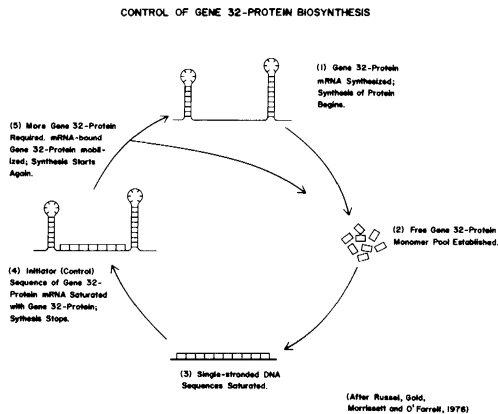 CONTROL OF GENE 32-PROTEIN BIOSYNTHESIS
(1) Gene 32-Protein
mRNA Synthesized;
Synthesis of Protein
Begins.
(5) More Gene 32-Protein
Required. mRNA-bound
Gene 32-Protein mobil-
ized; Synthesis Starts
Again.
(2) Free Gene 32-Protein
Monomer Pool Established.
(4) Initiator (Control)
Sequence of Gene 32-
Protein mRNA Saturated
with Gene 32-Protein;
Sythesis Stops.
(3) Single-stranded DNA
Sequences Saturated.
(After Russel, Gold,
Morrissett and O'Farrell, 1976)